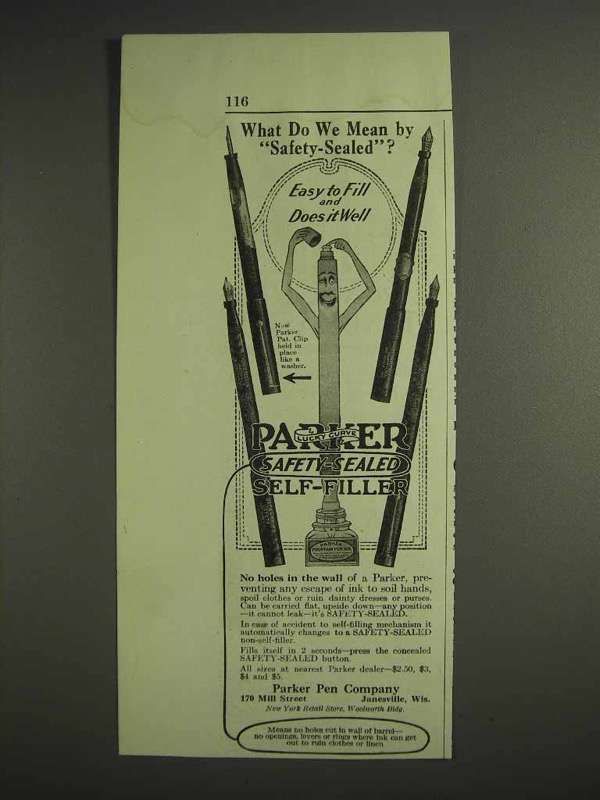 116
What Do We Mean by
"Safety-Sealed"?
Easy to Fill
and
Does it Well
New
Parker
Pat. Clip
held in
place
like a
washer.
PARKER
LUCKY CURVE
SAFETY-SEALED
SELF-FILLER
PARKER
FOUNTAIN PEN INK
No holes in the wall of a Parker, pre-
venting any escape of ink to soil hands,
spoil clothes or ruin dainty dresses or purses.
Can be carried flat, upside down—any position
—it cannot leak—it's SAFETY-SEALED.
In case of accident to self-filling mechanism it
automatically changes to a SAFETY-SEALED
non-self-filler.
Fills itself in 2 seconds—press the concealed
SAFETY-SEALED button.
All sizes at nearest Parker dealer—$2.50, $3,
$4 and $5.
Parker Pen Company
170 Mill Street Janesville, Wis.
New York Retail Store, Woolworth Bldg.
Means no holes cut in wall of barrel—
no openings, levers or rings where ink can get
out to ruin clothes or linen